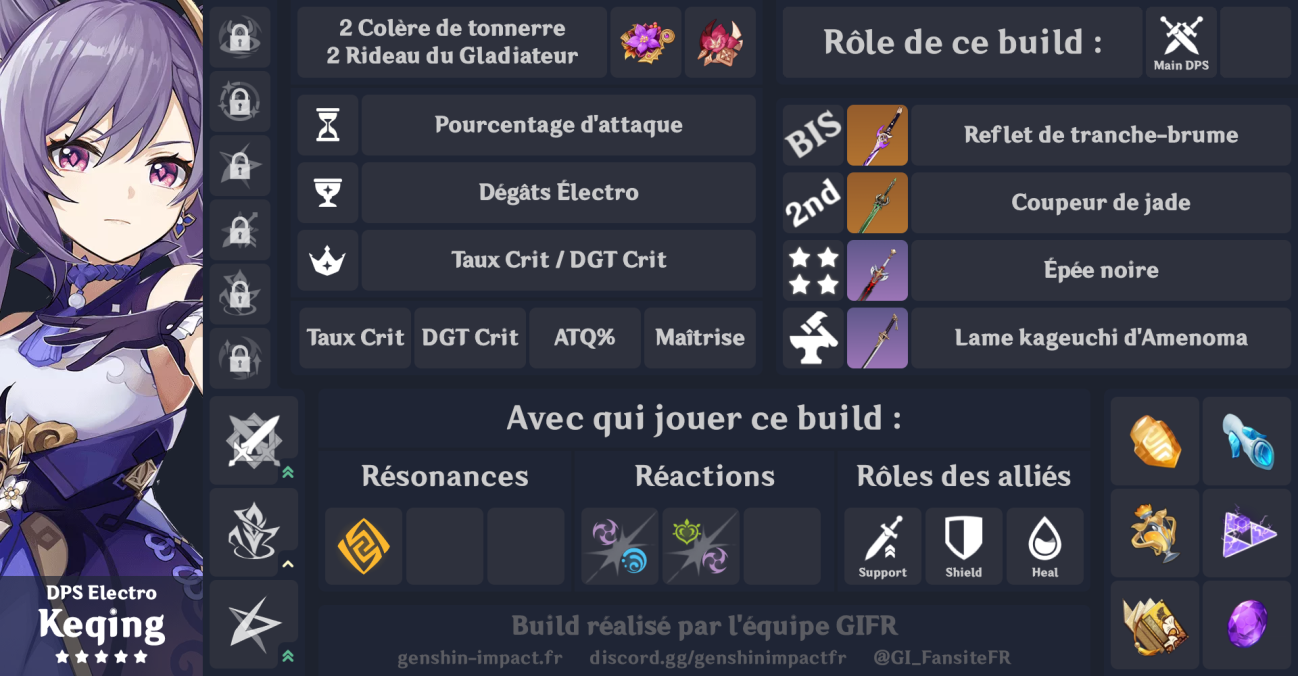 2 Colère de tonnerre
2 Rideau du Gladiateur
Rôle de ce build :
Main DPS
Pourcentage d'attaque
Dégâts Électro
Taux Crit / DGT Crit
Taux Crit
DGT Crit
ATQ%
Maîtrise
BIS
Reflet de tranche-brume
2nd
Coupeur de jade
Épée noire
Lame kageuchi d'Amenoma
Avec qui jouer ce build :
Résonances
Réactions
Rôles des alliés
Support
Shield
Heal
DPS Electro
Keqing
Build réalisé par l'équipe GIFR
genshin-impact.fr discord.gg/genshinimpactfr @GI_FansiteFR